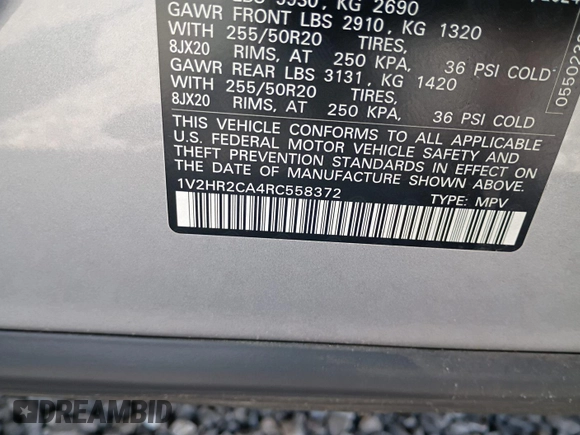 KG 2690
GAWR FRONT LBS 2910, KG 1320
WITH 255/50R20 TIRES,
8JX20 RIMS, AT 250 KPA, 36 PSI COLD
GAWR REAR LBS 3131, KG 1420
WITH 255/50R20 TIRES,
8JX20 RIMS, AT 250 KPA, 36 PSI COLD
THIS VEHICLE CONFORMS TO ALL APPLICABLE
U.S. FEDERAL MOTOR VEHICLE SAFETY AND
THEFT PREVENTION STANDARDS IN EFFECT ON
THE DATE OF MANUFACTURE SHOWN ABOVE.
1V2HR2CA4RC558372 TYPE: MPV
DREAMBID